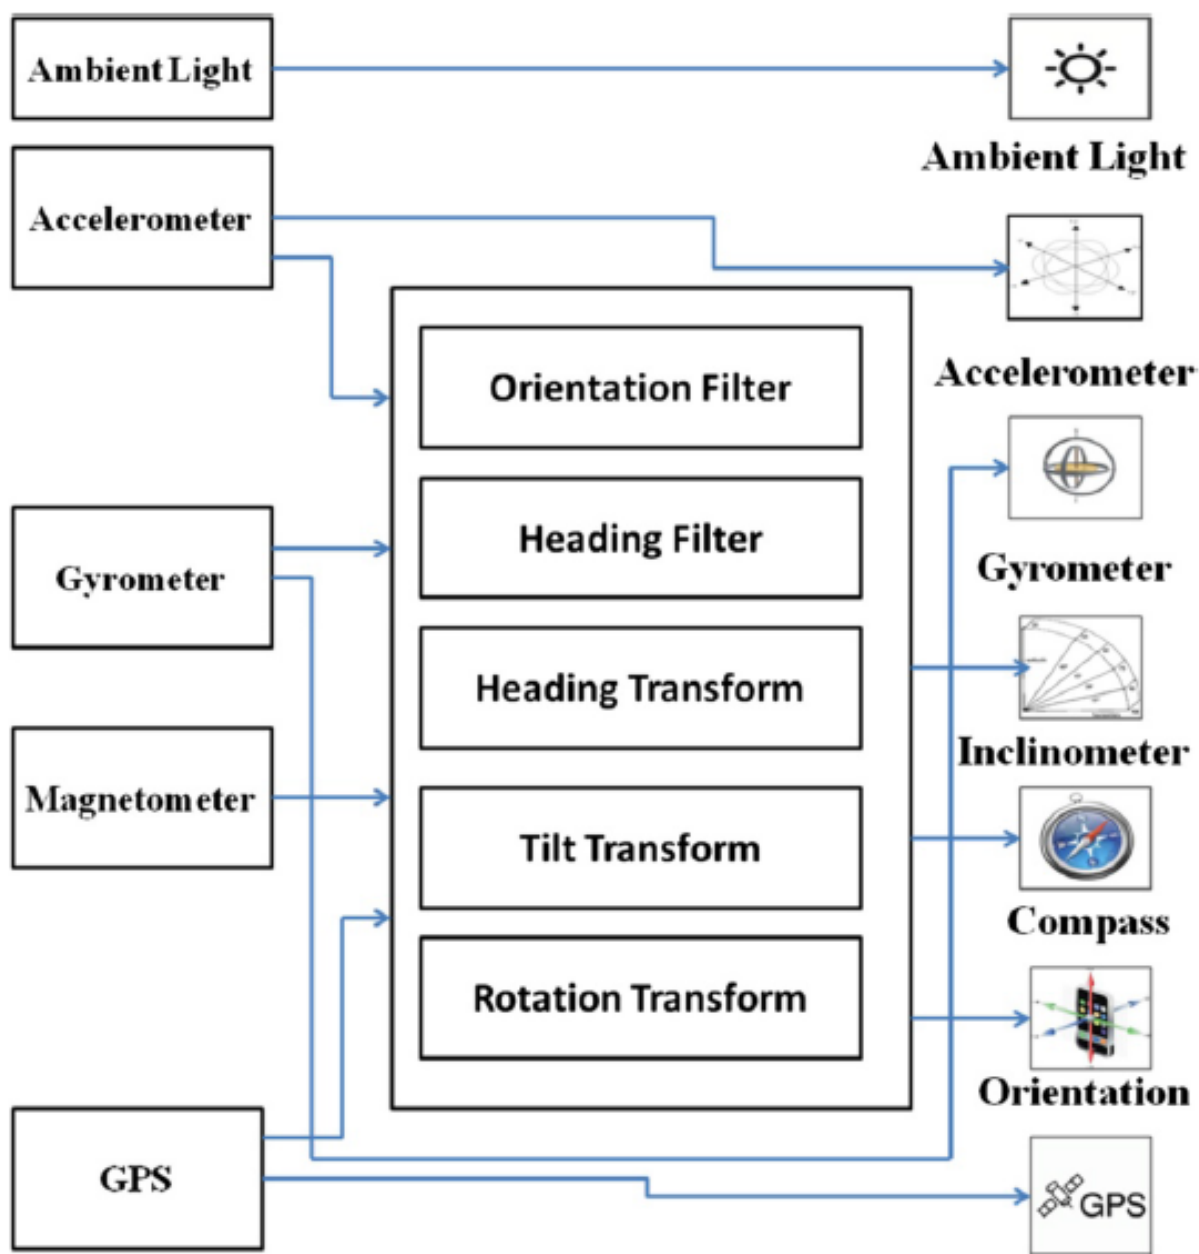 Ambient Light
Ambient Light
Accelerometer
Accelerometer
Orientation Filter
Heading Filter
Gyrometer
Gyrometer
Heading Transform
Inclinometer
Magnetometer
Tilt Transform
Compass
Rotation Transform
Orientation
GPS
GPS